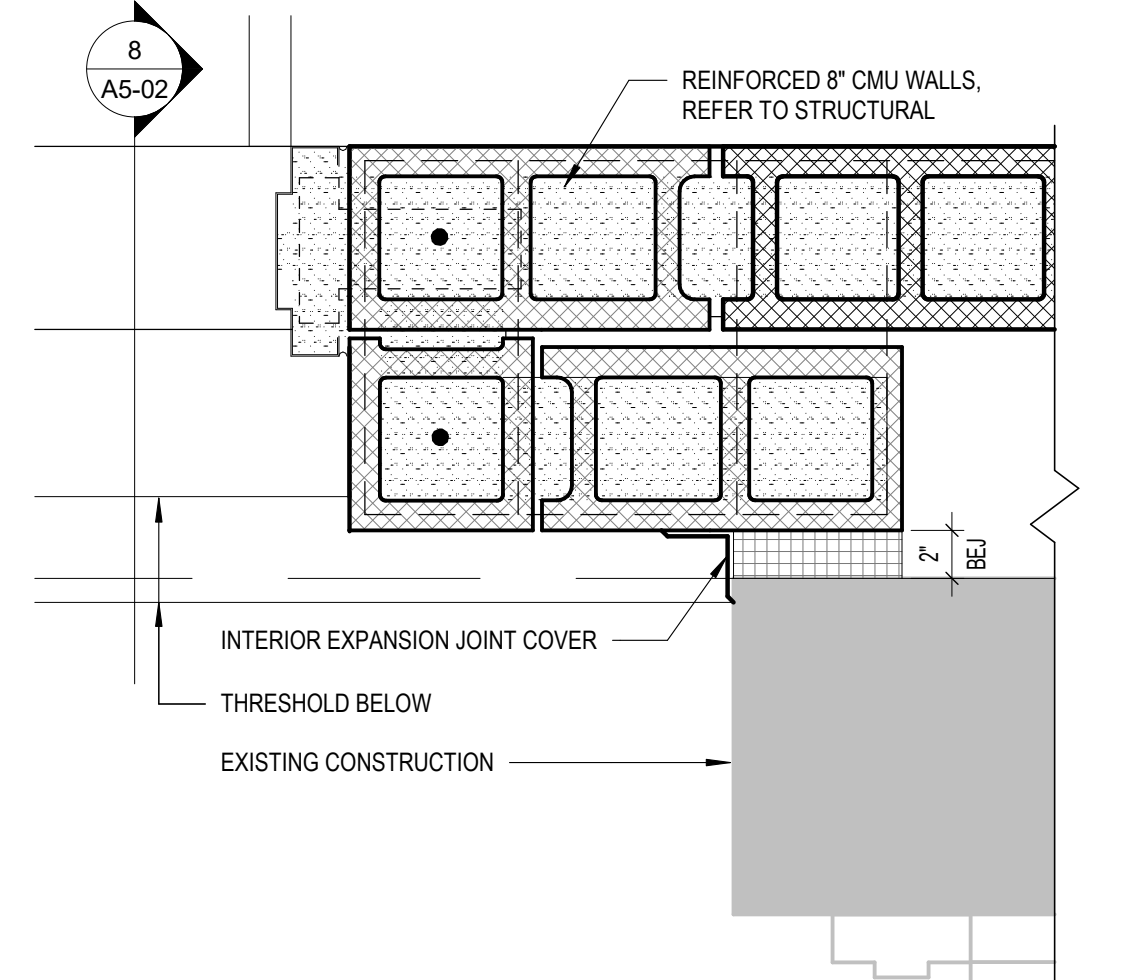 8
A5-02
REINFORCED 8" CMU WALLS,
REFER TO STRUCTURAL
2"
BEJ
INTERIOR EXPANSION JOINT COVER
THRESHOLD BELOW
EXISTING CONSTRUCTION